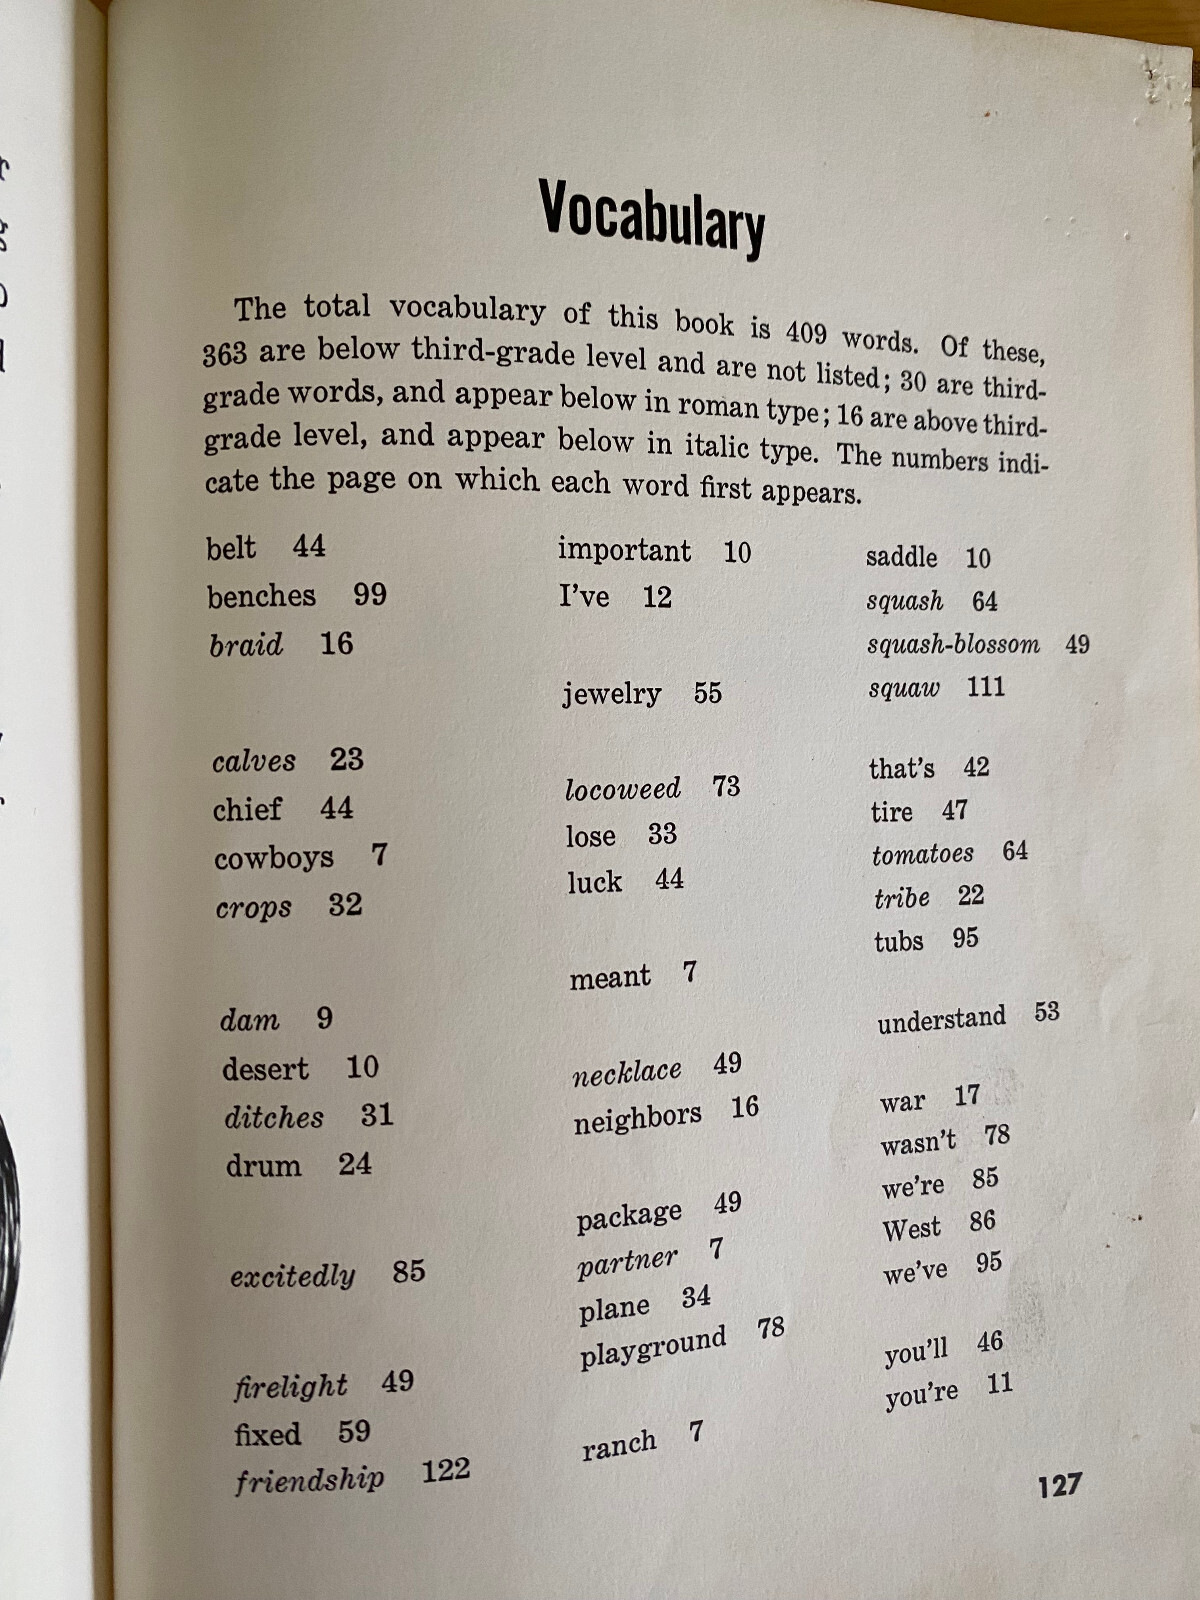 Vocabulary
The total vocabulary of this book is 409 words. Of these,
363 are below third-grade level and are not listed; 30 are third-
grade words, and appear below in roman type; 16 are above third-
grade level, and appear below in italic type. The numbers indi-
cate the page on which each word first appears.
belt 44
benches 99
braid 16
calves 23
chief 44
cowboys 7
crops 32
dam 9
desert 10
ditches 31
drum 24
excitedly 85
firelight 49
fixed 59
friendship 122
important 10
I've 12
jewelry 55
locoweed 73
lose 33
luck 44
meant 7
necklace 49
neighbors 16
package 49
partner 7
plane 34
playground 78
ranch 7
saddle 10
squash 64
squash-blossom 49
squaw 111
that's 42
tire 47
tomatoes 64
tribe 22
tubs 95
understand 53
war 17
wasn't 78
we're 85
West 86
we've 95
you'll 46
you're 11
127